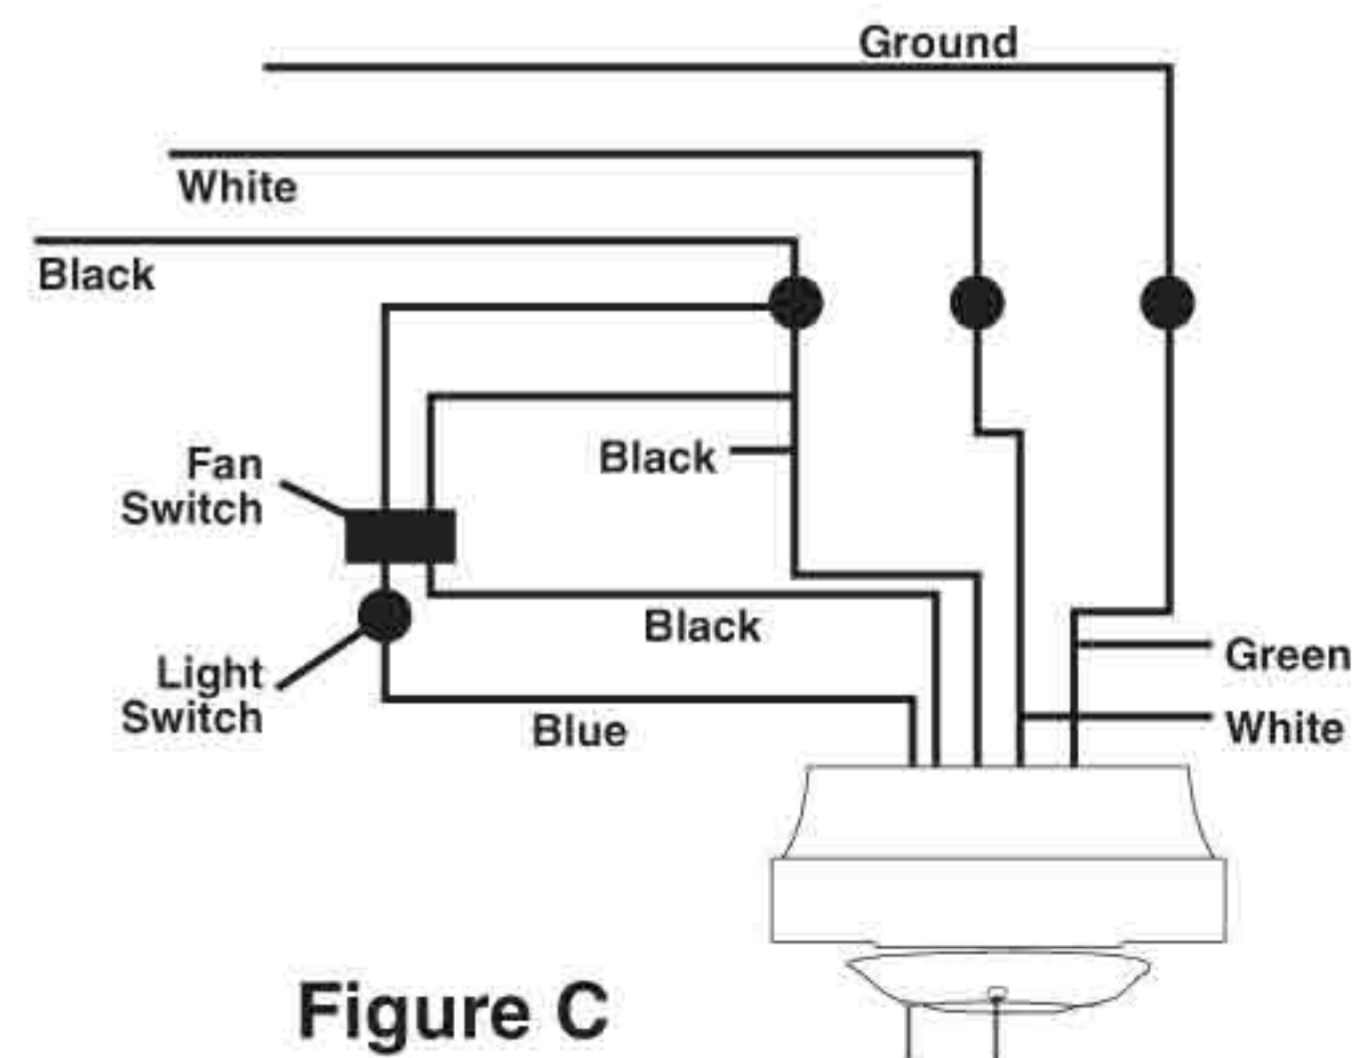 Ground
White
Black
Fan
Switch
Black
Black
Light
Switch
Blue
Green
White
Figure C